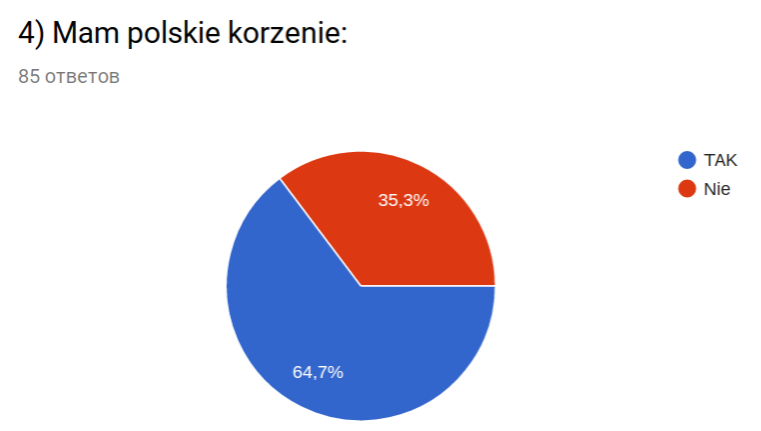 4) Mam polskie korzenie:
85 ответов
TAK
Nie
35,3%
64,7%